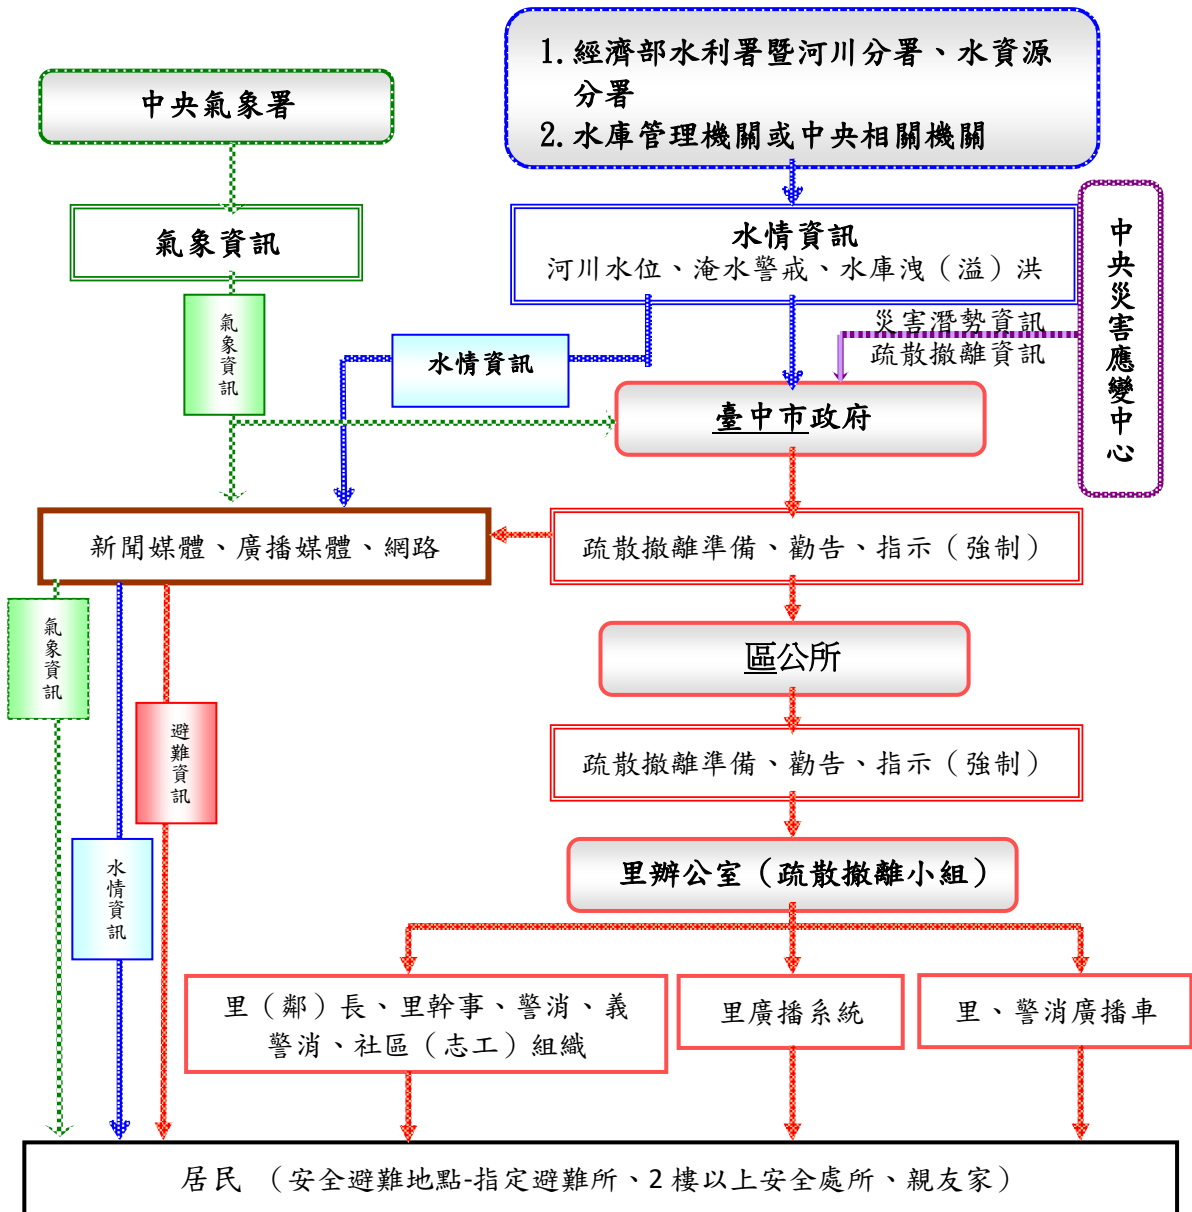 1. 經濟部水利署暨河川分署、水資源
分署
2. 水庫管理機關或中央相關機關
中央氣象署
氣象資訊
水情資訊
河川水位、淹水警戒、水庫洩（溢）洪
中央災害應變中心
氣象資訊
水情資訊
災害潛勢資訊
疏散撤離資訊
臺中市政府
新聞媒體、廣播媒體、網路
疏散撤離準備、勸告、指示（強制）
氣象資訊
區公所
避難資訊
疏散撤離準備、勸告、指示（強制）
水情資訊
里辦公室（疏散撤離小組）
里（鄰）長、里幹事、警消、義
警消、社區（志工）組織
里廣播系統
里、警消廣播車
居民 （安全避難地點-指定避難所、2 樓以上安全處所、親友家）